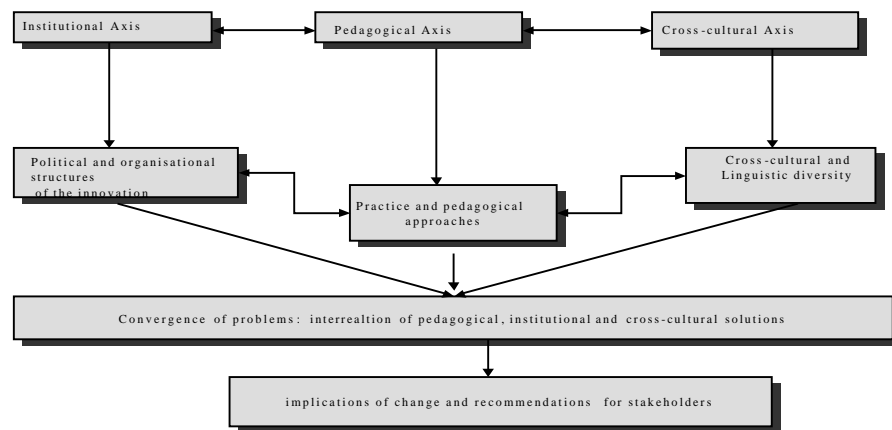 Institutional Axis
Pedagogical Axis
Cross-cultural Axis
Political and organisational
structures
of the innovation
Cross-cultural and
Linguistic diversity
Practice and pedagogical
approaches
Convergence of problems: interrealtion of pedagogical, institutional and cross-cultural solutions
implications of change and recommendations for stakeholders